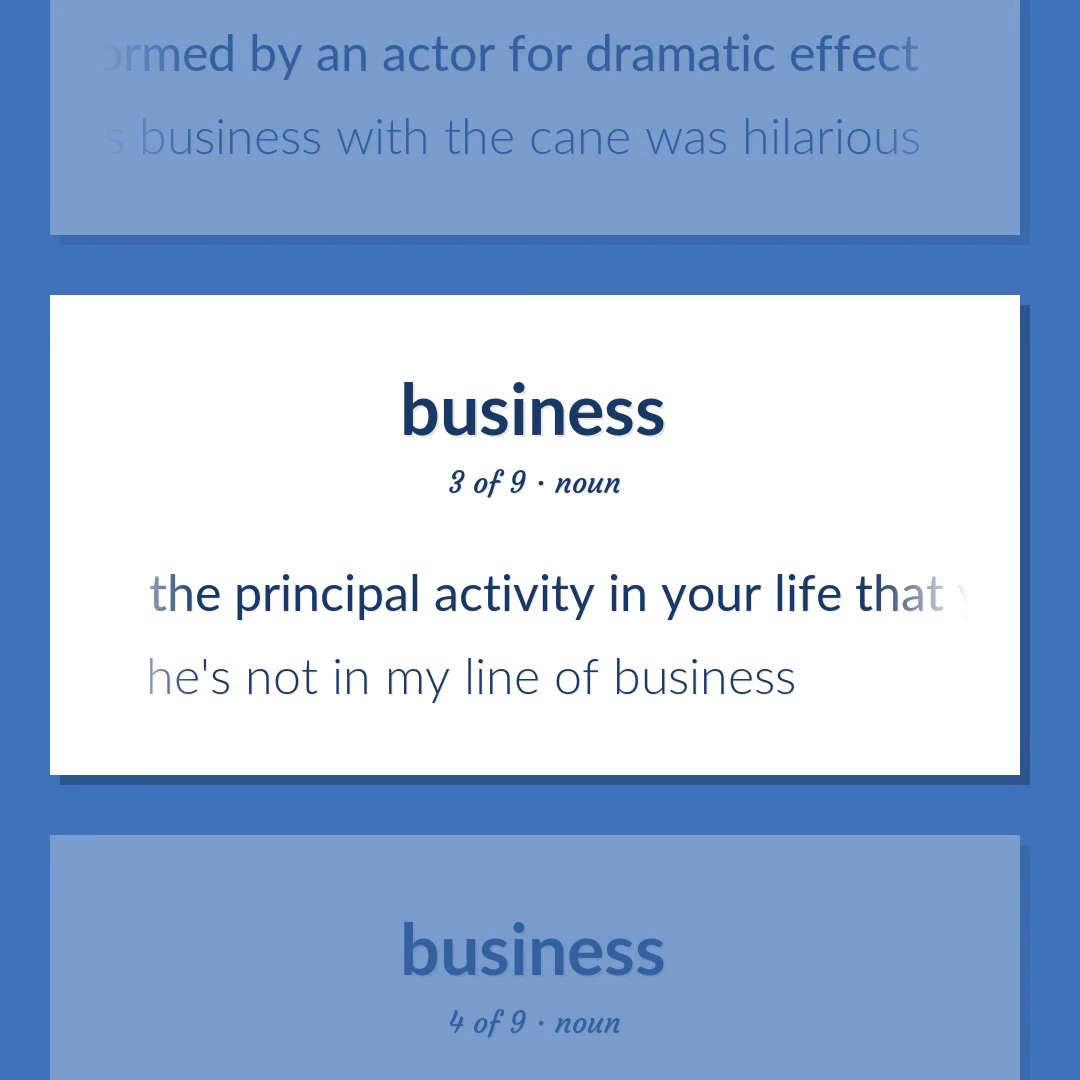 by an actor for dramatic effect
business with the cane was hilarious
business
3 of 9 · noun
the principal activity in your life that
he's not in my line of business
business
4 of 9 · noun